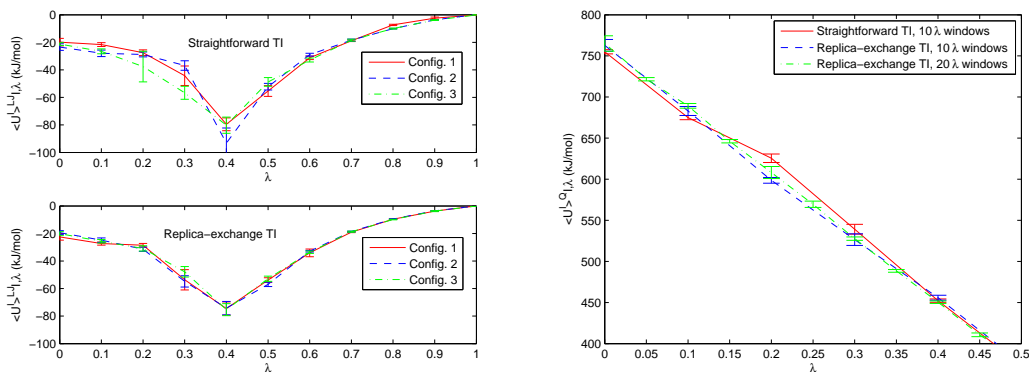 0
−20
−40
−60
−80
−100
<U^I>^L−J_I,λ (kJ/mol)
Straightforward TI
Config. 1
Config. 2
Config. 3
0 0.1 0.2 0.3 0.4 0.5 0.6 0.7 0.8 0.9 1
λ
0
−20
−40
−60
−80
−100
<U^I>^L−J_I,λ (kJ/mol)
Replica−exchange TI
Config. 1
Config. 2
Config. 3
0 0.1 0.2 0.3 0.4 0.5 0.6 0.7 0.8 0.9 1
λ
800
750
700
650
600
550
500
450
400
<U^I>^Q_I,λ (kJ/mol)
Straightforward TI, 10 λ windows
Replica−exchange TI, 10 λ windows
Replica−exchange TI, 20 λ windows
0 0.05 0.1 0.15 0.2 0.25 0.3 0.35 0.4 0.45 0.5
λ